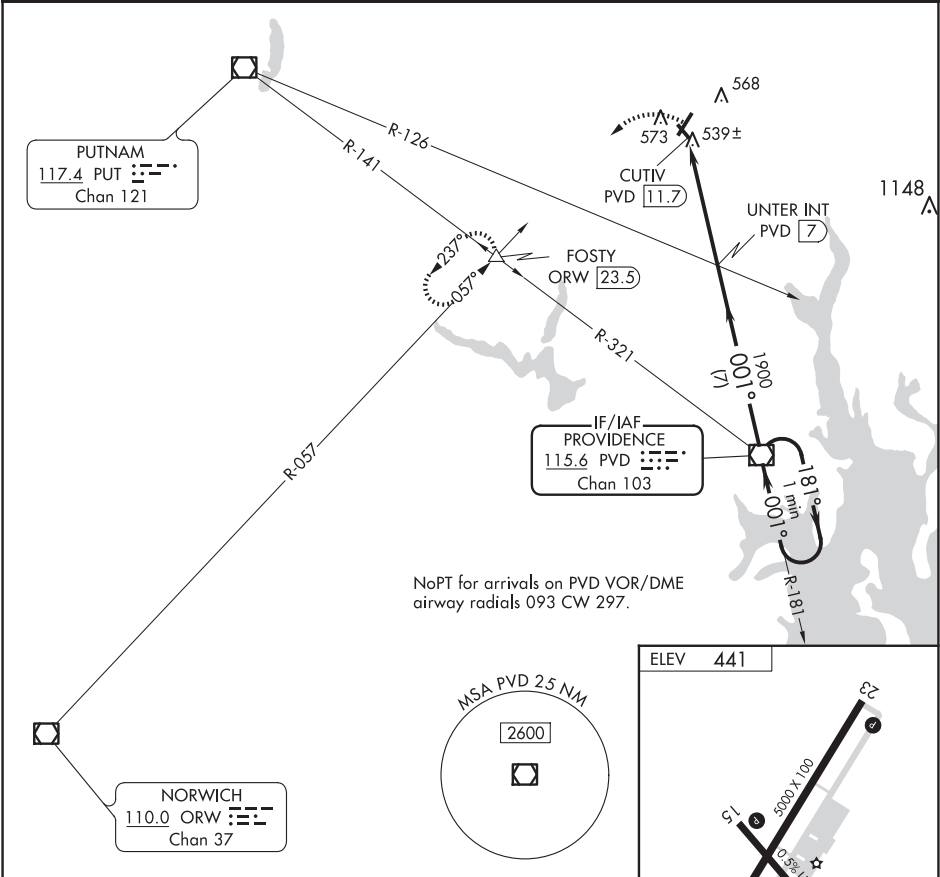 568
573
539±
R-126
R-141
PUTNAM
117.4 PUT
Chan 121
CUTIV
PVD 11.7
1148
UNTER INT
PVD 7
237°
057°
FOSTY
ORW 23.5
R-321
1900
001°
(7)
IF/IAF
PROVIDENCE
115.6 PVD
Chan 103
R-057
181°
1 min
001°
R-181
NoPT for arrivals on PVD VOR/DME
airway radials 093 CW 297.
ELEV 441
MSA PVD 25 NM
2600
23
P
5000 X 100
15
P
0.5%
NORWICH
110.0 ORW
Chan 37